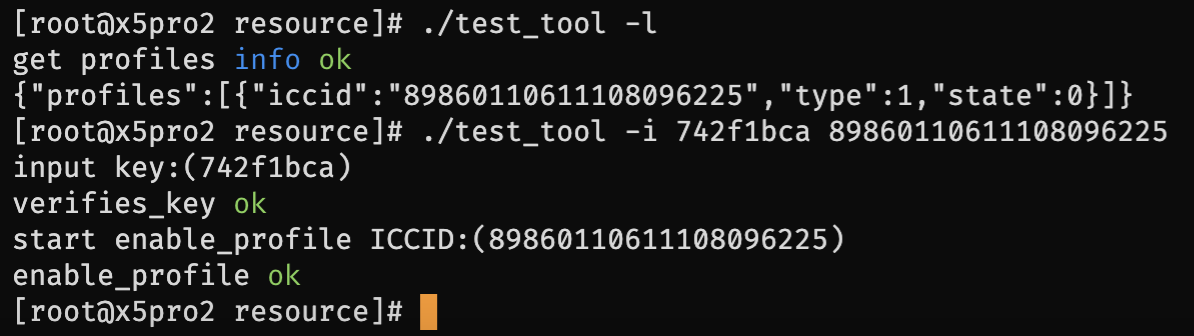 [root@x5pro2 resource]# ./test_tool -l
get profiles info ok
{"profiles":[{"iccid":"89860110611108096225","type":1,"state":0}]}
[root@x5pro2 resource]# ./test_tool -i 742f1bca 89860110611108096225
input key:(742f1bca)
verifies_key ok
start enable_profile ICCID:(89860110611108096225)
enable_profile ok
[root@x5pro2 resource]#